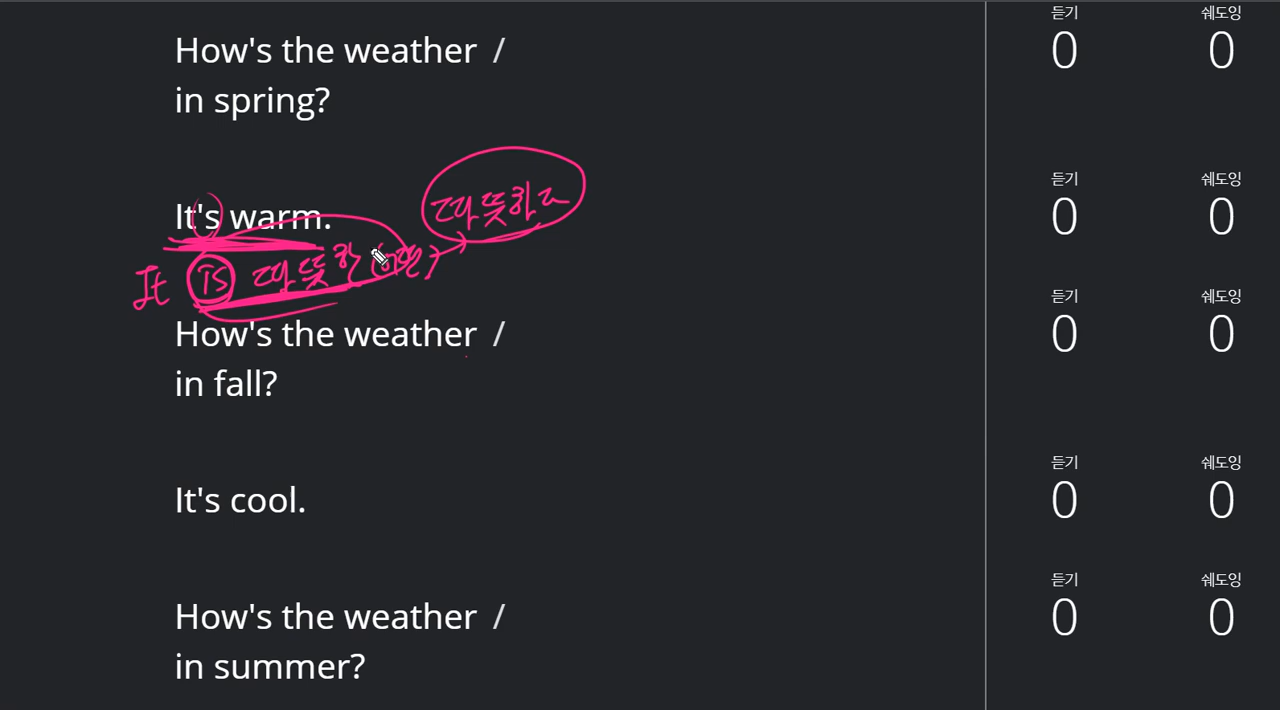 듣기 쉐도잉
How's the weather / 0 0
in spring?
따뜻하고
듣기 쉐도잉
It's warm. 0 0
It is 따뜻한
듣기 쉐도잉
How's the weather / 0 0
in fall?
듣기 쉐도잉
It's cool. 0 0
듣기 쉐도잉
How's the weather / 0 0
in summer?